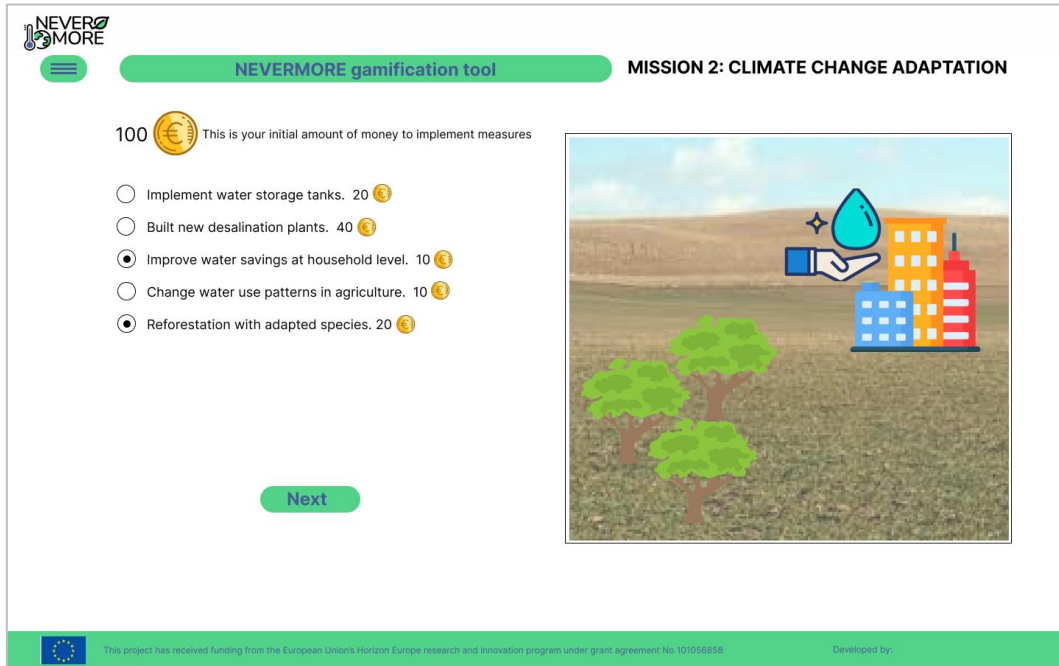 NEVER
MORE
NEVERMORE gamification tool
MISSION 2: CLIMATE CHANGE ADAPTATION
100 € This is your initial amount of money to implement measures
Implement water storage tanks. 20 €
Built new desalination plants. 40 €
Improve water savings at household level. 10 €
Change water use patterns in agriculture. 10 €
Reforestation with adapted species. 20 €
Next
This project has received funding from the European Union's Horizon Europe research and innovation program under grant agreement No 101056858
Developed by: